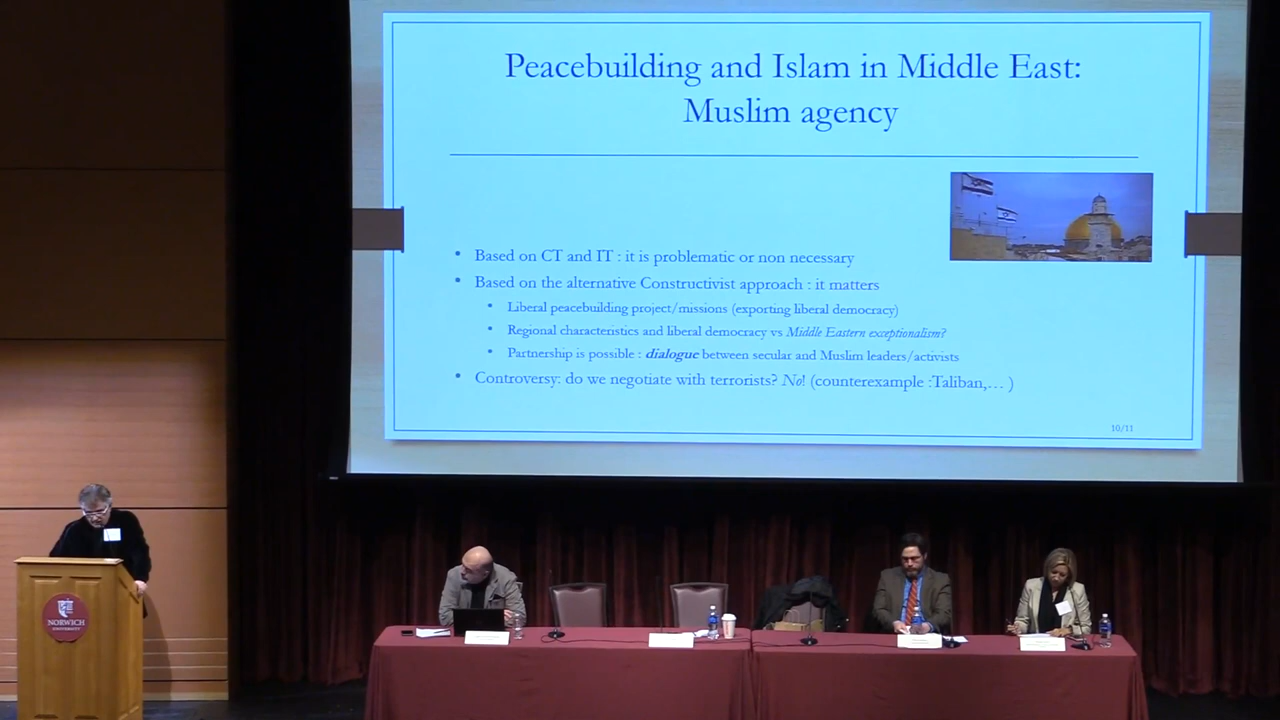 Peacebuilding and Islam in Middle East:
Muslim agency
• Based on CT and IT : it is problematic or non necessary
• Based on the alternative Constructivist approach : it matters
• Liberal peacebuilding project/missions (exporting liberal democracy)
• Regional characteristics and liberal democracy vs Middle Eastern exceptionalism?
• Partnership is possible : dialogue between secular and Muslim leaders/activists
• Controversy: do we negotiate with terrorists? No! (counterexample :Taliban,… )
10/11
NORWICH
UNIVERSITY